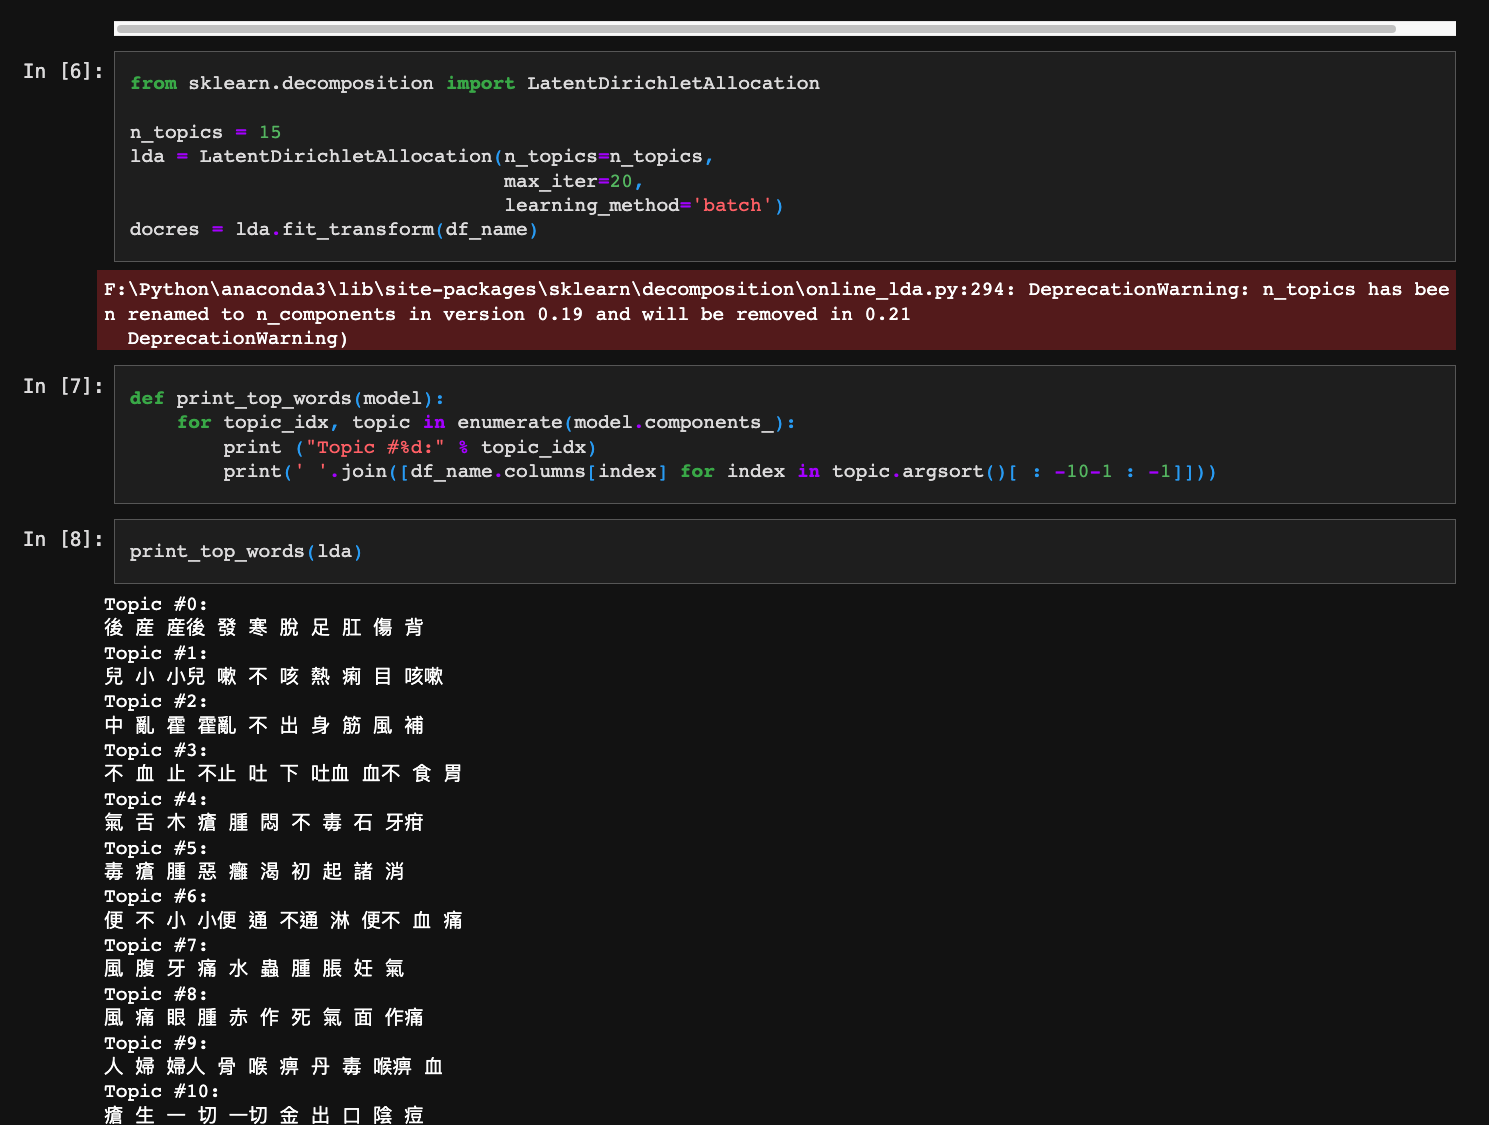 In [6]:
from sklearn.decomposition import LatentDirichletAllocation
n_topics = 15
lda = LatentDirichletAllocation(n_topics=n_topics,
max_iter=20,
learning_method='batch')
docres = lda.fit_transform(df_name)
F:\Python\anaconda3\lib\site-packages\sklearn\decomposition\online_lda.py:294: DeprecationWarning: n_topics has bee
n renamed to n_components in version 0.19 and will be removed in 0.21
DeprecationWarning)
In [7]:
def print_top_words(model):
for topic_idx, topic in enumerate(model.components_):
print ("Topic #%d:" % topic_idx)
print(' '.join([df_name.columns[index] for index in topic.argsort()[ : -10-1 : -1]]))
In [8]:
print_top_words(lda)
Topic #0:
後 産 産後 發 寒 脫 足 肛 傷 背
Topic #1:
兒 小 小兒 嗽 不 咳 熱 痢 目 咳嗽
Topic #2:
中 亂 霍 霍亂 不 出 身 筋 風 補
Topic #3:
不 血 止 不止 吐 下 吐血 血不 食 胃
Topic #4:
氣 舌 木 瘡 腫 悶 不 毒 石 牙疳
Topic #5:
毒 瘡 腫 惡 癰 渴 初 起 諸 消
Topic #6:
便 不 小 小便 通 不通 淋 便不 血 痛
Topic #7:
風 腹 牙 痛 水 蟲 腫 脹 妊 氣
Topic #8:
風 痛 眼 腫 赤 作 死 氣 面 作痛
Topic #9:
人 婦 婦人 骨 喉 痹 丹 毒 喉痹 血
Topic #10:
瘡 生 一 切 一切 金 出 口 陰 痘